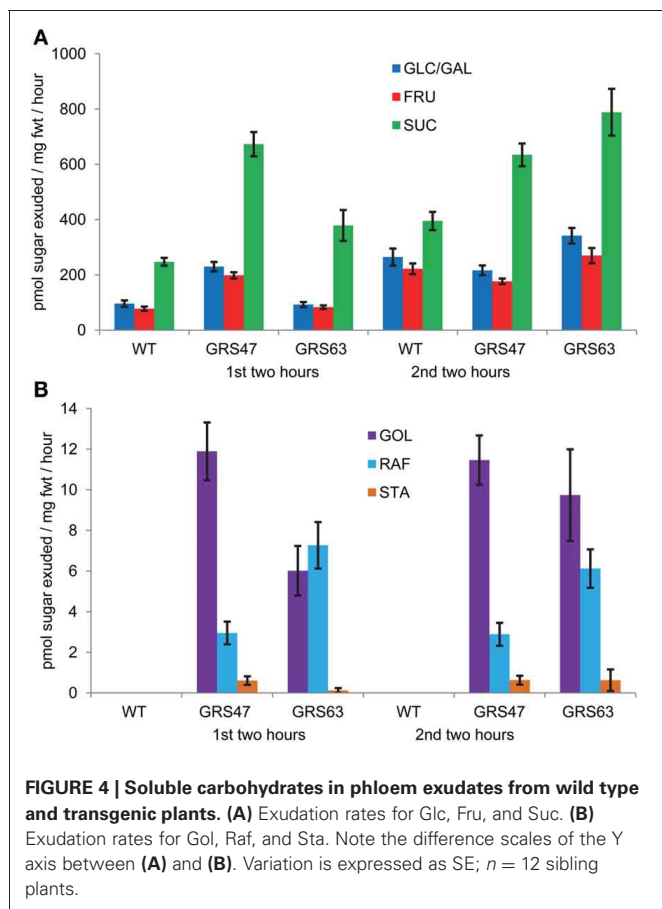 A
pmol sugar exuded / mg fwt / hour
1000
800
600
400
200
0
GLC/GAL
FRU
SUC
WT GRS47 GRS63 WT GRS47 GRS63
1st two hours 2nd two hours
B
pmol sugar exuded / mg fwt / hour
14
12
10
8
6
4
2
0
GOL
RAF
STA
WT GRS47 GRS63 WT GRS47 GRS63
1st two hours 2nd two hours
FIGURE 4 | Soluble carbohydrates in phloem exudates from wild type
and transgenic plants. (A) Exudation rates for Glc, Fru, and Suc. (B)
Exudation rates for Gol, Raf, and Sta. Note the difference scales of the Y
axis between (A) and (B). Variation is expressed as SE; n = 12 sibling
plants.